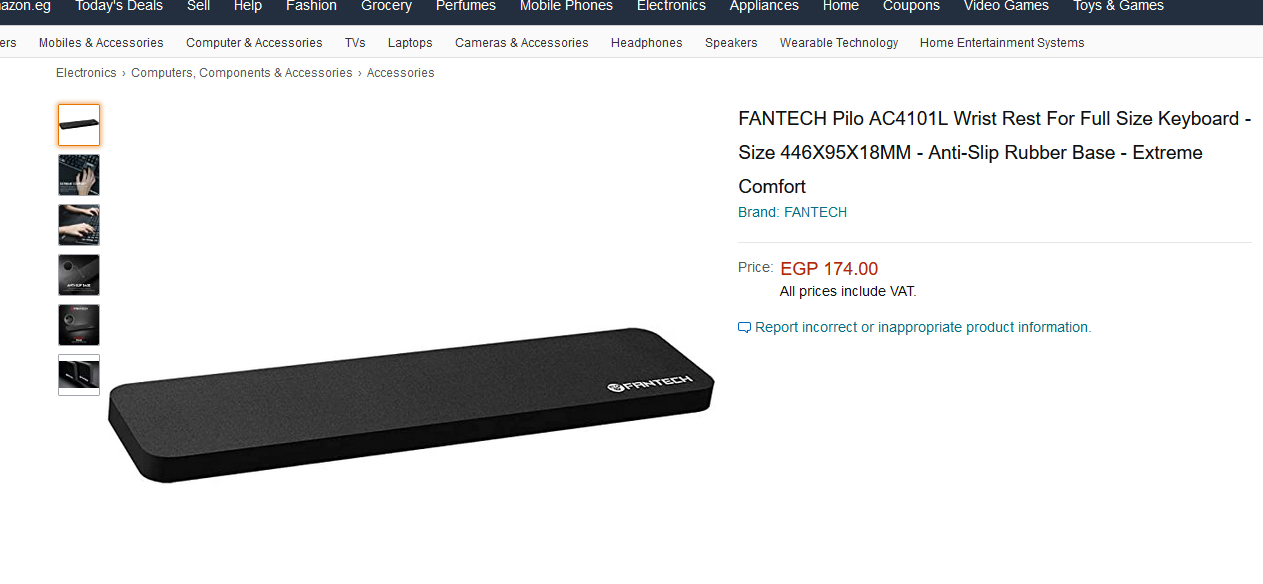 azon.eg Today's Deals Sell Help Fashion Grocery Perfumes Mobile Phones Electronics Appliances Home Coupons Video Games Toys & Games
ers Mobiles & Accessories Computer & Accessories TVs Laptops Cameras & Accessories Headphones Speakers Wearable Technology Home Entertainment Systems
Electronics › Computers, Components & Accessories › Accessories
FANTECH Pilo AC4101L Wrist Rest For Full Size Keyboard -
Size 446X95X18MM - Anti-Slip Rubber Base - Extreme
Comfort
Brand: FANTECH
Price: EGP 174.00
All prices include VAT.
Report incorrect or inappropriate product information.
FANTECH